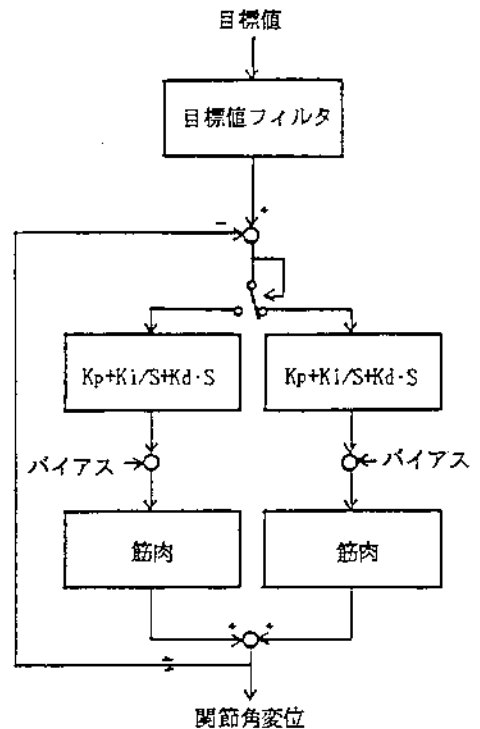 目標値
目標値フィルタ
- +
Kp+Ki/S+Kd·S
Kp+Ki/S+Kd·S
バイアス
バイアス
筋肉
筋肉
+ +
関節角変位